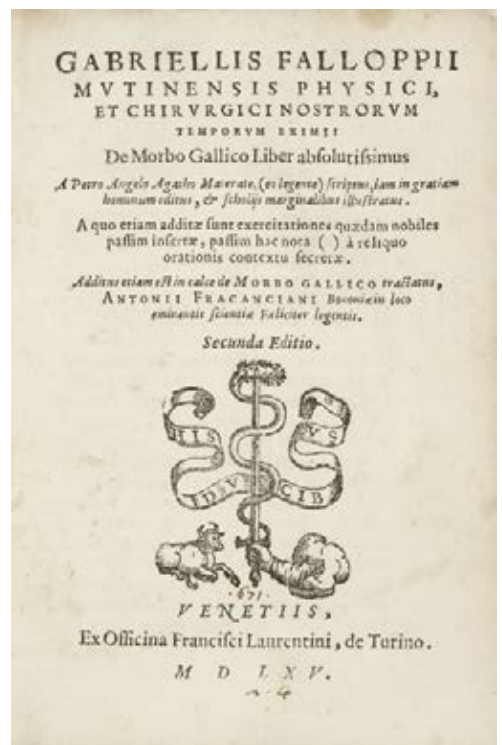 GABRIELLIS FALLOPPII
MVTINENSIS PHYSICI,
ET CHIRVRGICI NOSTRORVM
TEMPORVM EXIMII
De Morbo Gallico Liber absolutissimus
A Petro Angelo Agatho Materate, (eo legente) scriptus, iam in gratiam
hominum editus, & scholijs marginalibus illustratus.
A quo etiam additæ sunt exercitationes quædam nobiles
passim insertæ, passim hac nota ( ) à reliquo
orationis contextu secretæ.
Additus etiam est in calce de MORBO GALLICO tractatus,
ANTONII FRACANCIANI Bononiæ in loco
eminentis scientiæ Fæliciter legentis.
Secunda Editio.
VENETIIS,
Ex Officina Francisci Laurentini, de Turino.
M D LXV.